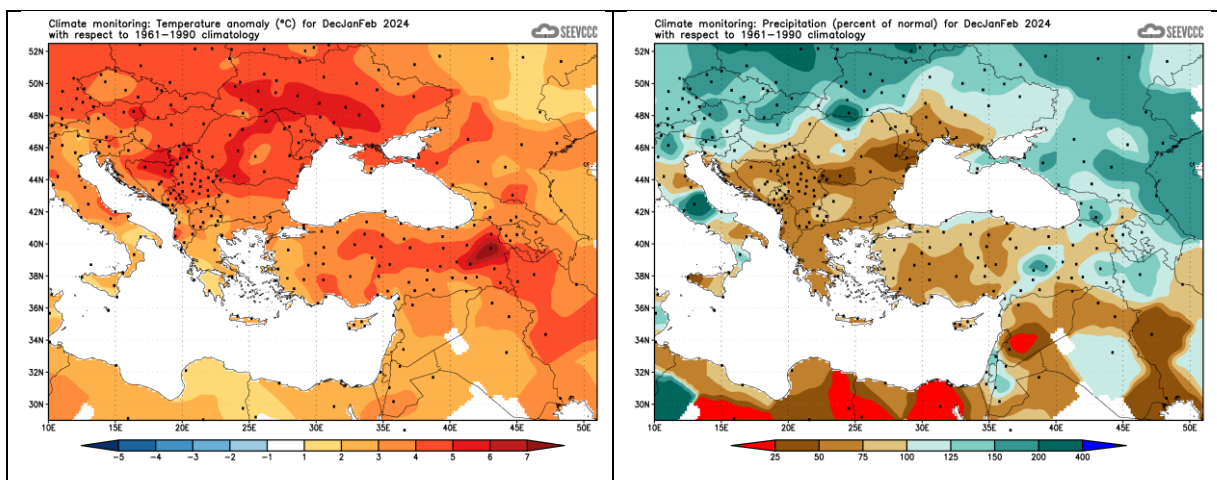 Climate monitoring: Temperature anomaly (°C) for DecJanFeb 2024
with respect to 1961–1990 climatology
SEEVCCC
52N
50N
48N
46N
44N
42N
40N
38N
36N
34N
32N
30N
10E 15E 20E 25E 30E 35E 40E 45E 50E
-5 -4 -3 -2 -1 1 2 3 4 5 6 7
Climate monitoring: Precipitation (percent of normal) for DecJanFeb 2024
with respect to 1961–1990 climatology
SEEVCCC
52N
50N
48N
46N
44N
42N
40N
38N
36N
34N
32N
30N
10E 15E 20E 25E 30E 35E 40E 45E 50E
25 50 75 100 125 150 200 400